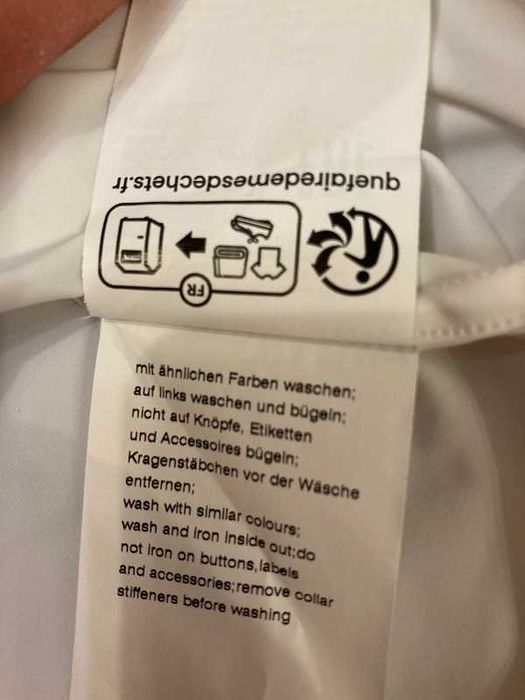 quefairedemesdechets.fr
FR
mit ähnlichen Farben waschen;
auf links waschen und bügeln;
nicht auf Knöpfe, Etiketten
und Accessoires bügeln;
Kragenstäbchen vor der Wäsche
entfernen;
wash with similar colours;
wash and iron inside out;do
not iron on buttons,labels
and accessories;remove collar
stiffeners before washing